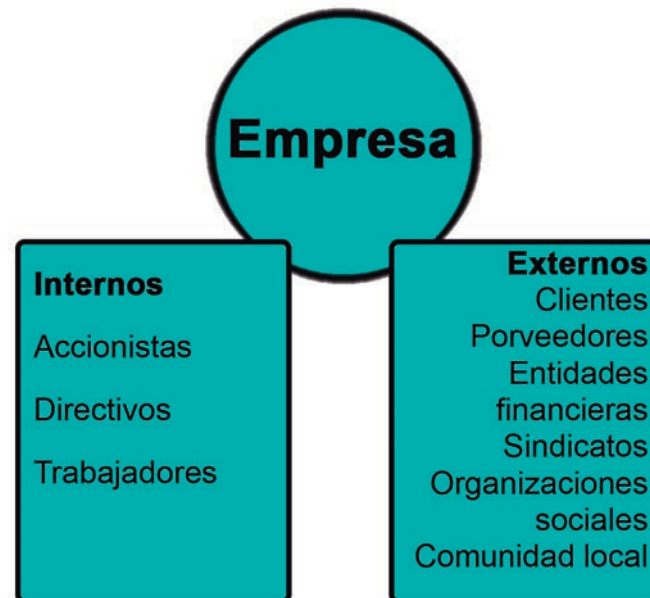 Empresa
Internos
Accionistas
Directivos
Trabajadores
Externos
Clientes
Porveedores
Entidades
financieras
Sindicatos
Organizaciones
sociales
Comunidad local